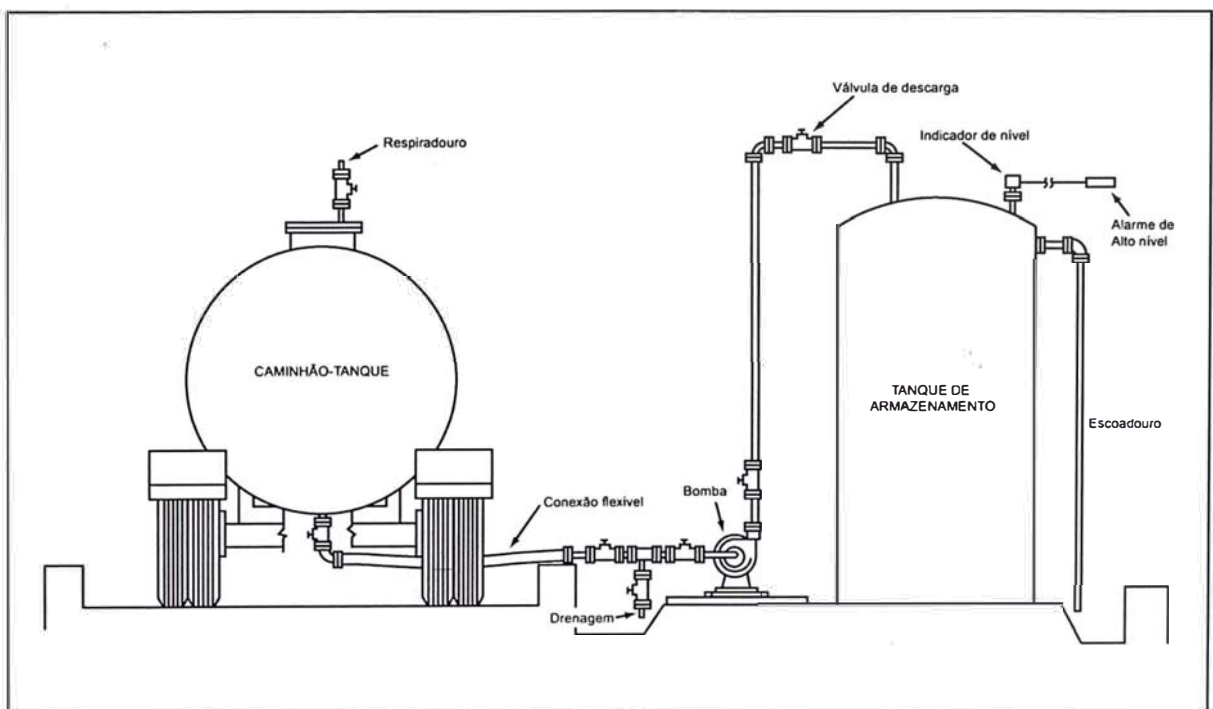 Válvula de descarga
Indicador de nível
Respiradouro
Alarme de
Alto nível
CAMINHÃO-TANQUE
TANQUE DE
ARMAZENAMENTO
Escoadouro
Conexão flexivel
Bomba
Drenagem